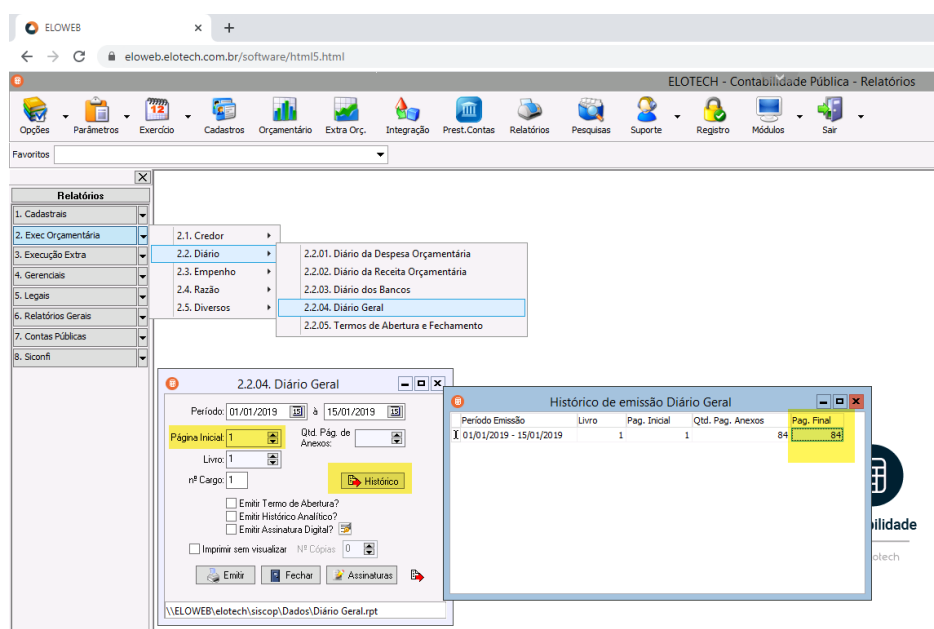 ELOWEB
eloweb.elotech.com.br/software/html5.html
ELOTECH - Contabilidade Pública - Relatórios
Opções Parâmetros Exercício Cadastros Orçamentário Extra Orç. Integração Prest.Contas Relatórios Pesquisas Suporte Registro Módulos Sair
Favoritos
Relatórios
1. Cadastrais
2. Exec Orçamentária
3. Execução Extra
4. Gerenciais
5. Legais
6. Relatórios Gerais
7. Contas Públicas
8. Siconfi
2.1. Credor
2.2. Diário
2.3. Empenho
2.4. Razão
2.5. Diversos
2.2.01. Diário da Despesa Orçamentária
2.2.02. Diário da Receita Orçamentária
2.2.03. Diário dos Bancos
2.2.04. Diário Geral
2.2.05. Termos de Abertura e Fechamento
2.2.04. Diário Geral
Período: 01/01/2019 15 à 15/01/2019 15
Página Inicial: 1 Qtd. Pág. de Anexos:
Livro: 1
nº Cargo: 1 Histórico
Emitir Termo de Abertura?
Emitir Histórico Analítico?
Emitir Assinatura Digital?
Imprimir sem visualizar Nº Cópias 0
Emitir Fechar Assinaturas
\\ELOWEB\elotech\siscop\Dados\Diário Geral.rpt
Histórico de emissão Diário Geral
Período Emissão Livro Pag. Inicial Qtd. Pag. Anexos Pag. Final
01/01/2019 - 15/01/2019 1 1 84 84
ilidade
otech